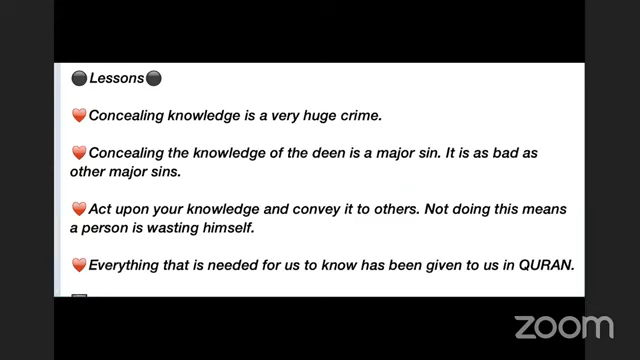 ⚫Lessons⚫
♥️Concealing knowledge is a very huge crime.
♥️Concealing the knowledge of the deen is a major sin. It is as bad as
other major sins.
♥️Act upon your knowledge and convey it to others. Not doing this means
a person is wasting himself.
♥️Everything that is needed for us to know has been given to us in QURAN.
zoom